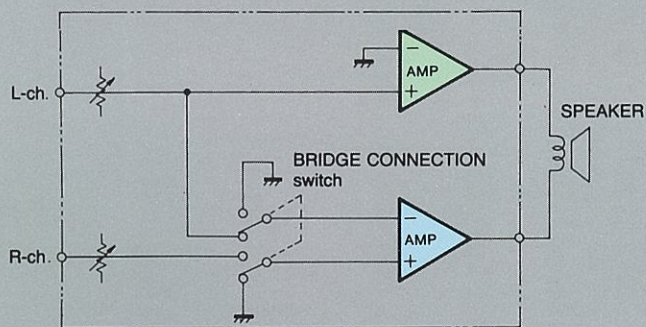 L-ch.
AMP
−
+
SPEAKER
BRIDGE CONNECTION
switch
R-ch.
AMP
−
+